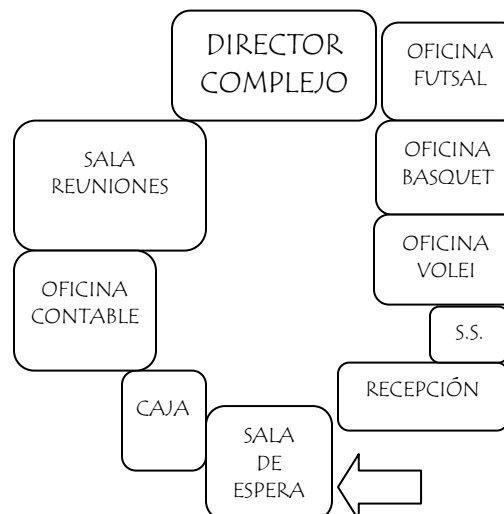 DIRECTOR
COMPLEJO
OFICINA
FUTSAL
SALA
REUNIONES
OFICINA
BASQUET
OFICINA
VOLEI
OFICINA
CONTABLE
S.S.
RECEPCIÓN
CAJA
SALA
DE
ESPERA